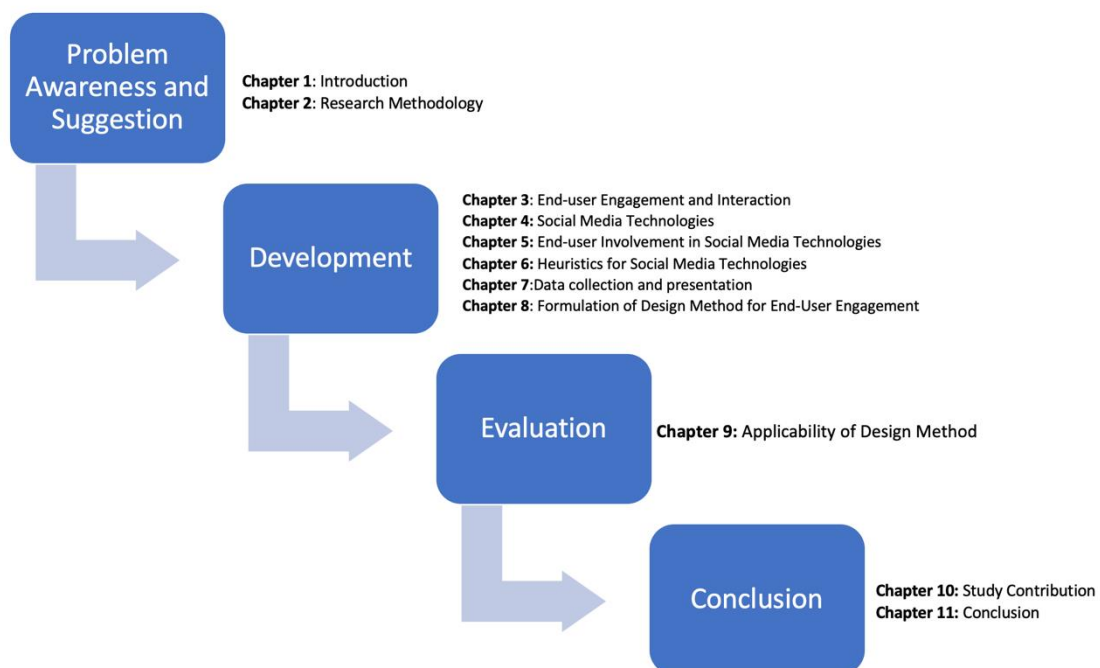 Problem
Awareness and
Suggestion
Chapter 1: Introduction
Chapter 2: Research Methodology
Development
Chapter 3: End-user Engagement and Interaction
Chapter 4: Social Media Technologies
Chapter 5: End-user Involvement in Social Media Technologies
Chapter 6: Heuristics for Social Media Technologies
Chapter 7:Data collection and presentation
Chapter 8: Formulation of Design Method for End-User Engagement
Evaluation
Chapter 9: Applicability of Design Method
Conclusion
Chapter 10: Study Contribution
Chapter 11: Conclusion